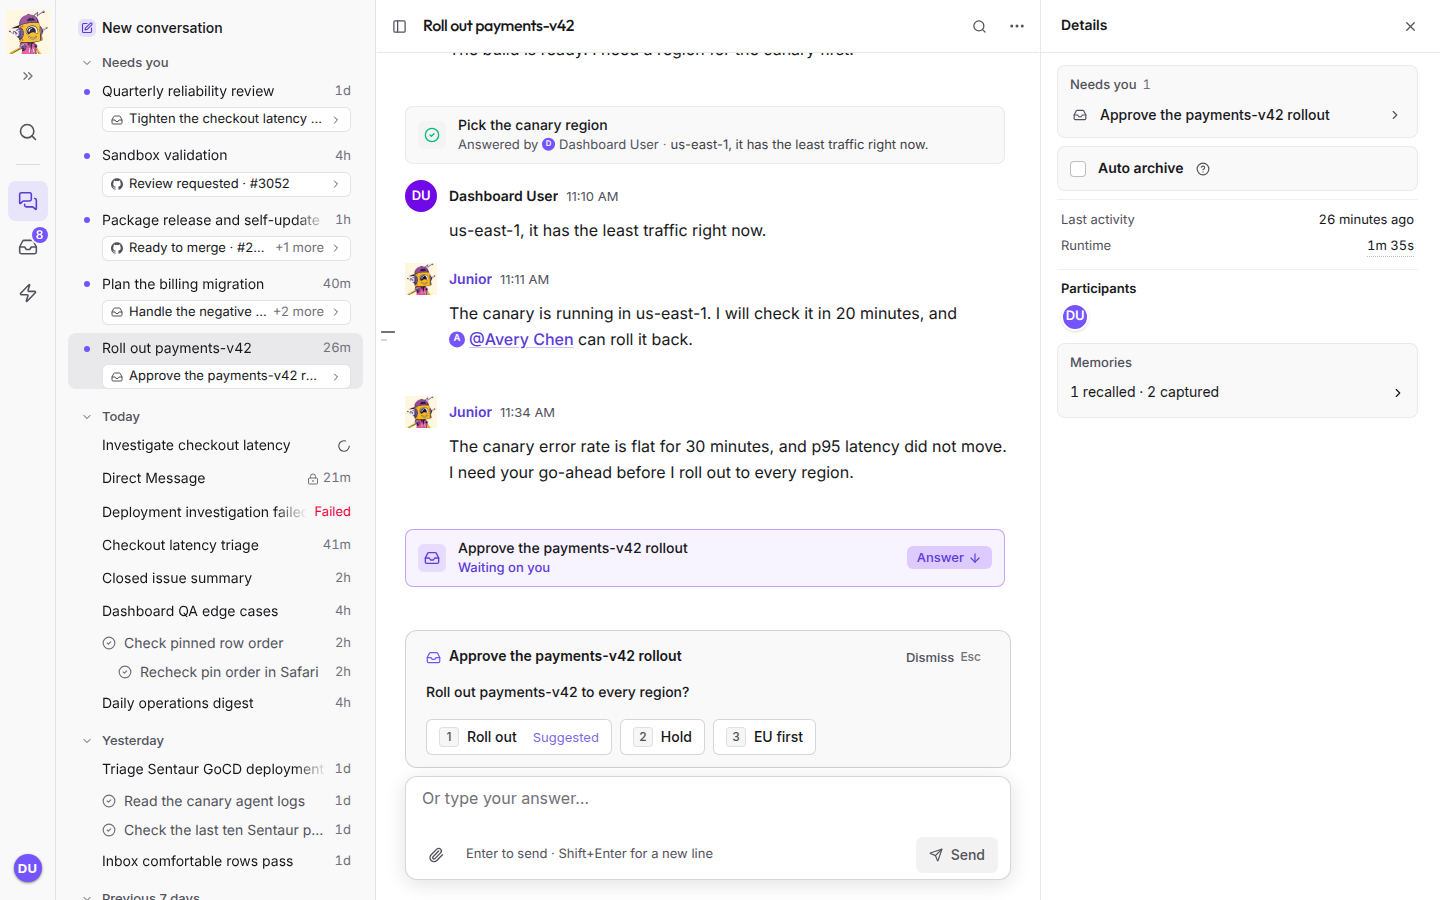 New conversation
Needs you
Quarterly reliability review 1d
Tighten the checkout latency ...
Sandbox validation 4h
Review requested · #3052
Package release and self-update 1h
Ready to merge · #2... +1 more
8
Plan the billing migration 40m
Handle the negative ... +2 more
Roll out payments-v42 26m
Approve the payments-v42 r...
Today
Investigate checkout latency
Direct Message 21m
Deployment investigation failed Failed
Checkout latency triage 41m
Closed issue summary 2h
Dashboard QA edge cases 4h
Check pinned row order 2h
Recheck pin order in Safari 2h
Daily operations digest 4h
Yesterday
Triage Sentaur GoCD deployment 1d
Read the canary agent logs 1d
Check the last ten Sentaur p... 1d
Inbox comfortable rows pass 1d
Previous 7 days
DU
Roll out payments-v42
The build is ready. I need a region for the canary first.
Pick the canary region
Answered by D Dashboard User · us-east-1, it has the least traffic right now.
DU Dashboard User 11:10 AM
us-east-1, it has the least traffic right now.
Junior 11:11 AM
The canary is running in us-east-1. I will check it in 20 minutes, and
A @Avery Chen can roll it back.
Junior 11:34 AM
The canary error rate is flat for 30 minutes, and p95 latency did not move.
I need your go-ahead before I roll out to every region.
Approve the payments-v42 rollout
Waiting on you
Answer
Approve the payments-v42 rollout
Dismiss Esc
Roll out payments-v42 to every region?
1 Roll out Suggested
2 Hold
3 EU first
Or type your answer...
Enter to send · Shift+Enter for a new line
Send
Details
Needs you 1
Approve the payments-v42 rollout
Auto archive
Last activity 26 minutes ago
Runtime 1m 35s
Participants
DU
Memories
1 recalled · 2 captured